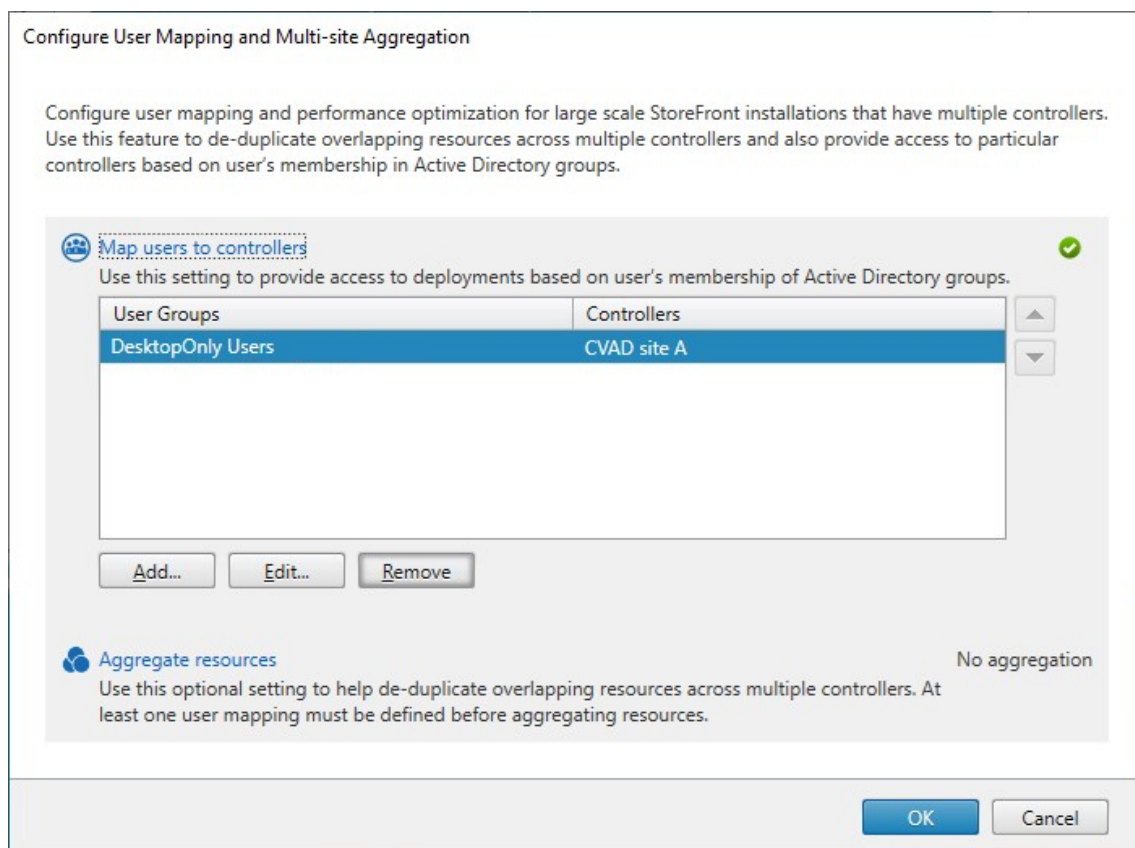 Configure User Mapping and Multi-site Aggregation
Configure user mapping and performance optimization for large scale StoreFront installations that have multiple controllers.
Use this feature to de-duplicate overlapping resources across multiple controllers and also provide access to particular
controllers based on user's membership in Active Directory groups.
Map users to controllers
Use this setting to provide access to deployments based on user's membership of Active Directory groups.
User Groups Controllers
DesktopOnly Users CVAD site A
Add... Edit... Remove
Aggregate resources No aggregation
Use this optional setting to help de-duplicate overlapping resources across multiple controllers. At
least one user mapping must be defined before aggregating resources.
OK Cancel